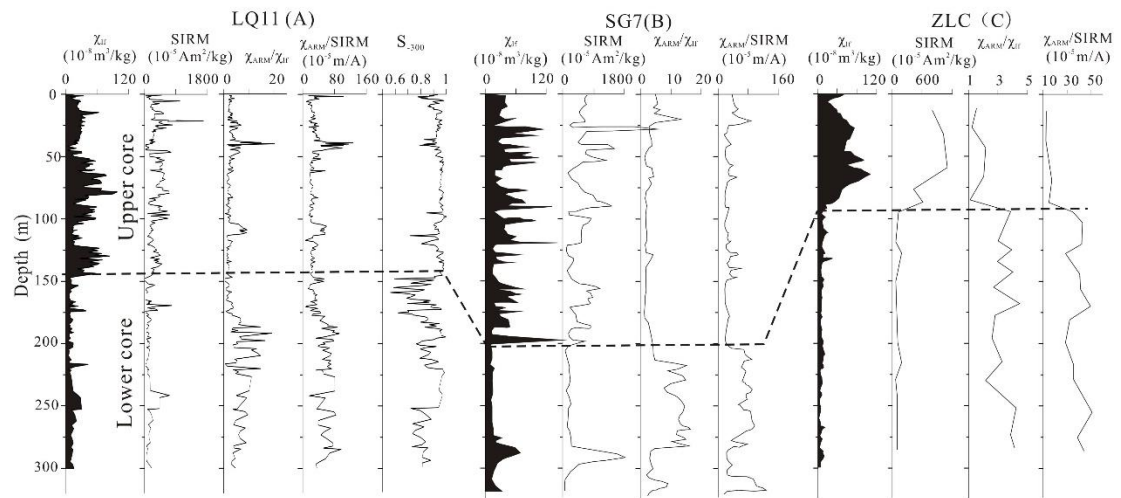 LQ11 (A)
SG7(B)
ZLC (C)
χlf
(10-8m3/kg)
0 120
SIRM
(10-5Am2/kg)
0 1800
χARM/χlf
0 20
χARM/SIRM
(10-5m/A)
0 80 160
S-300
0.6 0.8 1
χlf
(10-8m3/kg)
0 120
SIRM
(10-5Am2/kg)
0 1800
χARM/χlf
0 10 20
χARM/SIRM
(10-5m/A)
0 160
χlf
(10-8m3/kg)
0 120
SIRM
(10-5Am2/kg)
0 600
χARM/χlf
1 3 5
χARM/SIRM
(10-5m/A)
10 30 50
Depth (m)
0
50
100
150
200
250
300
Upper core
Lower core